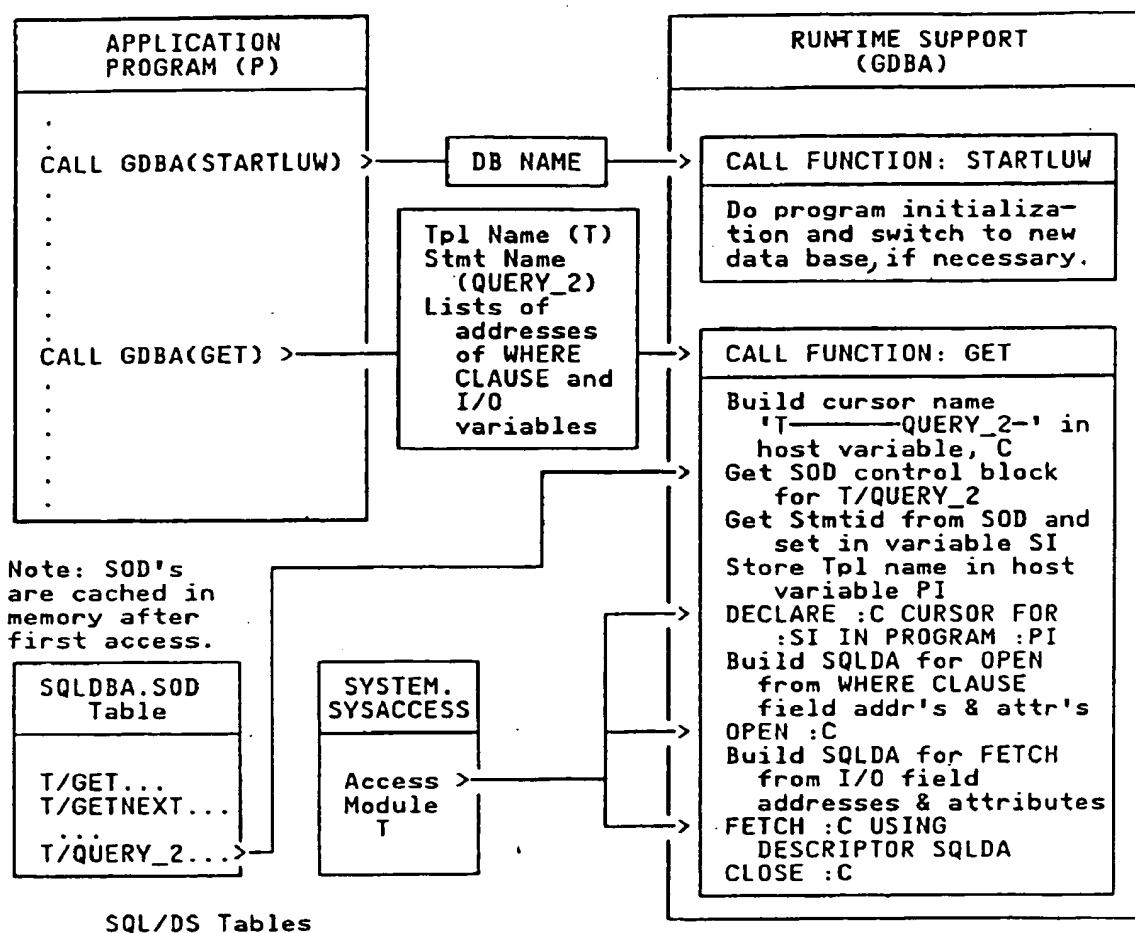 APPLICATION
PROGRAM (P)
CALL GDBA(STARTLUW)
CALL GDBA(GET)
DB NAME
Tpl Name (T)
Stmt Name
(QUERY_2)
Lists of
addresses
of WHERE
CLAUSE and
I/O
variables
RUNTIME SUPPORT
(GDBA)
CALL FUNCTION: STARTLUW
Do program initializa-
tion and switch to new
data base, if necessary.
CALL FUNCTION: GET
Build cursor name
'T———QUERY_2-' in
host variable, C
Get SOD control block
for T/QUERY_2
Get Stmtid from SOD and
set in variable SI
Store Tpl name in host
variable PI
DECLARE :C CURSOR FOR
:SI IN PROGRAM :PI
Build SQLDA for OPEN
from WHERE CLAUSE
field addr's & attr's
OPEN :C
Build SQLDA for FETCH
from I/O field
addresses & attributes
FETCH :C USING
DESCRIPTOR SQLDA
CLOSE :C
Note: SOD's
are cached in
memory after
first access.
SQLDBA.SOD
Table
T/GET...
T/GETNEXT...
...
T/QUERY_2...
SYSTEM.
SYSACCESS
Access
Module
T
SQL/DS Tables